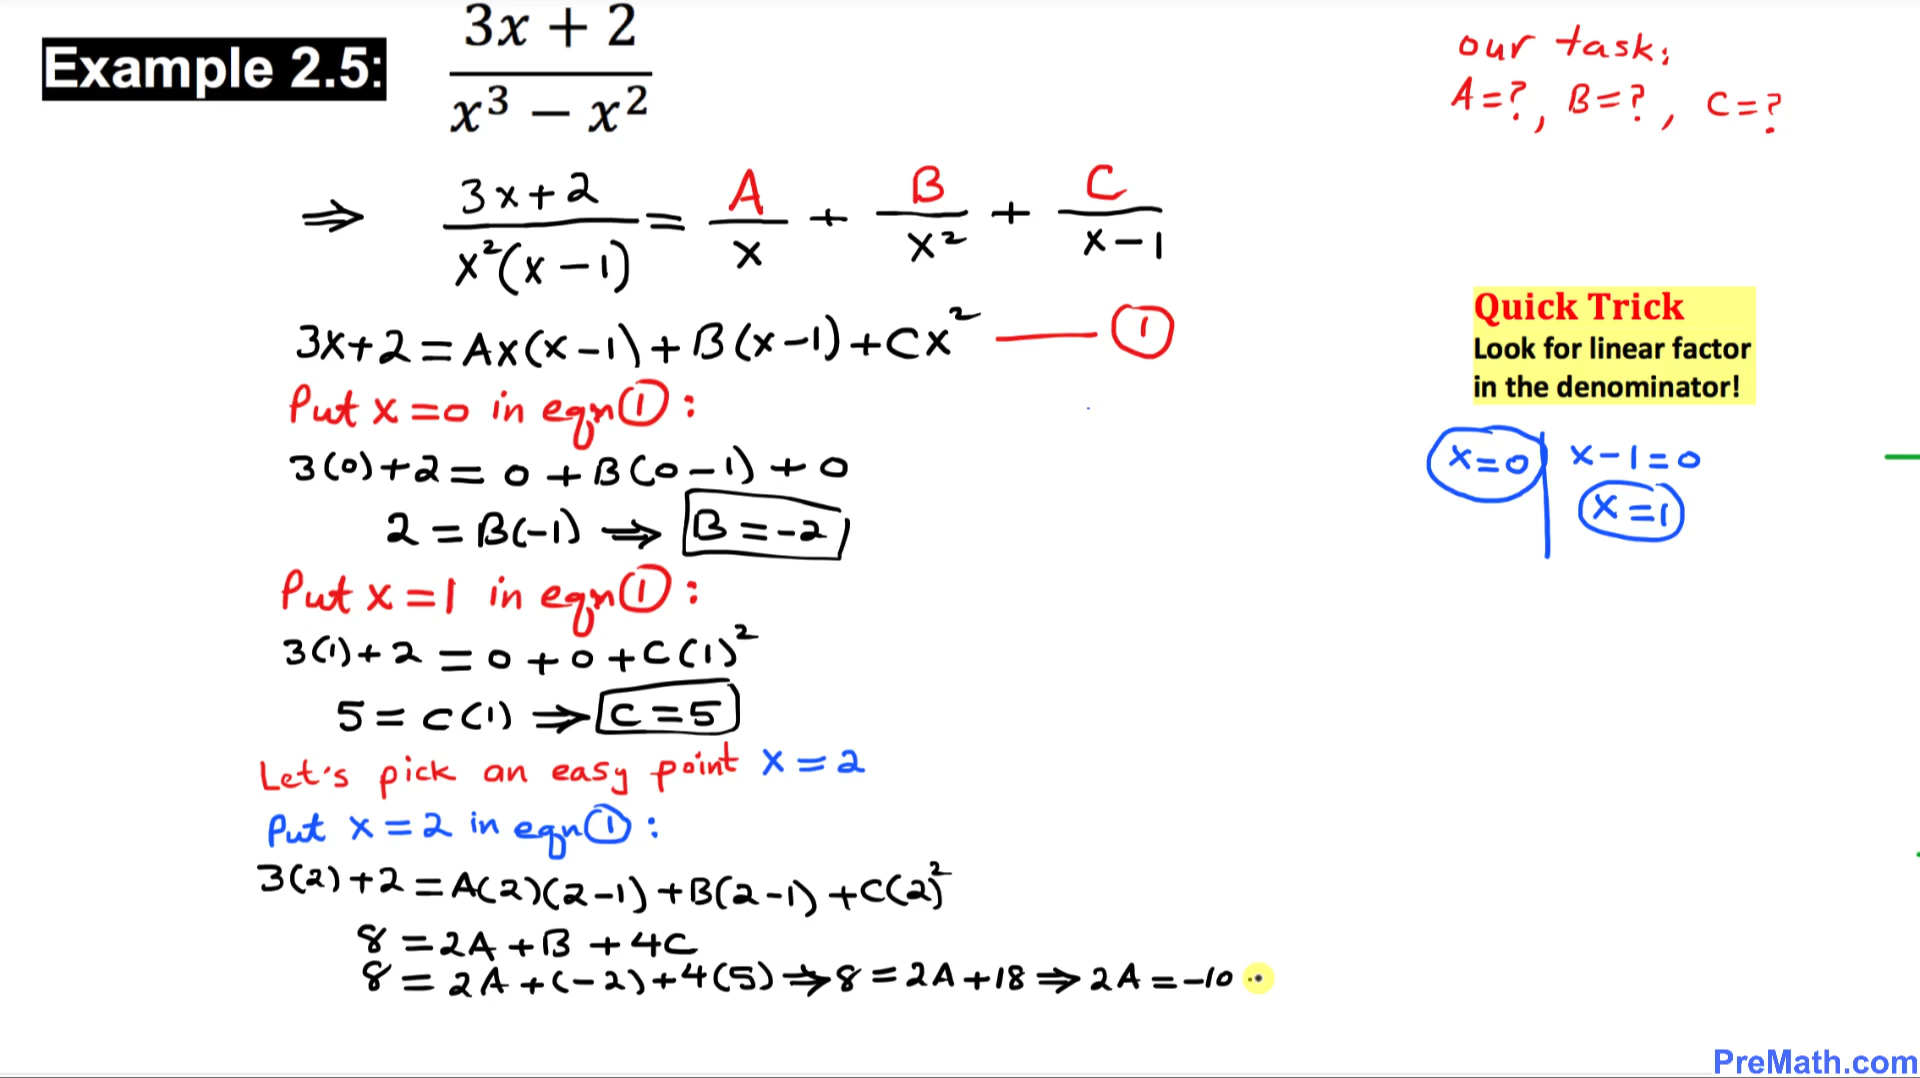 Example 2.5:
3x + 2
x³ − x²
our task:
A=?, B=?, C=?
⇒ (3x+2)/(x²(x−1)) = A/x + B/x² + C/(x−1)
3x+2 = Ax(x−1) + B(x−1) + Cx² —— ①
Quick Trick
Look for linear factor
in the denominator!
x=0 | x−1=0
x=1
Put x=0 in eqn①:
3(0)+2 = 0 + B(0−1) + 0
2 = B(−1) ⇒ B = −2
Put x=1 in eqn①:
3(1)+2 = 0 + 0 + C(1)²
5 = C(1) ⇒ C = 5
Let's pick an easy point x = 2
Put x = 2 in eqn①:
3(2)+2 = A(2)(2−1) + B(2−1) + C(2)²
8 = 2A + B + 4C
8 = 2A + (−2) + 4(5) ⇒ 8 = 2A + 18 ⇒ 2A = −10
PreMath.com